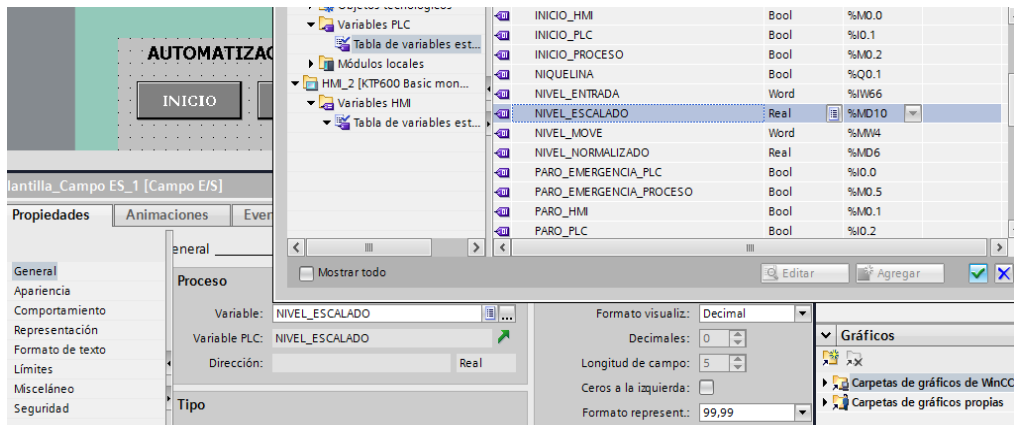 Variables PLC
Tabla de variables est...
Módulos locales
HMI_2 [KTP600 Basic mon...
Variables HMI
Tabla de variables est...
INICIO_HMI Bool %M0.0
INICIO_PLC Bool %I0.1
INICIO_PROCESO Bool %M0.2
NIQUELINA Bool %Q0.1
NIVEL_ENTRADA Word %IW66
NIVEL_ESCALADO Real %MD10
NIVEL_MOVE Word %MW4
NIVEL_NORMALIZADO Real %MD6
PARO_EMERGENCIA_PLC Bool %I0.0
PARO_EMERGENCIA_PROCESO Bool %M0.5
PARO_HMI Bool %M0.1
PARO_PLC Bool %I0.2
Mostrar todo
Editar
Agregar
AUTOMATIZAC
INICIO
lantilla_Campo ES_1 [Campo E/S]
Propiedades Animaciones Ever
General
Apariencia
Comportamiento
Representación
Formato de texto
Límites
Misceláneo
Seguridad
eneral
Proceso
Variable: NIVEL_ESCALADO ...
Variable PLC: NIVEL_ESCALADO
Dirección: Real
Tipo
Formato visualiz.: Decimal
Decimales: 0
Longitud de campo: 5
Ceros a la izquierda:
Formato represent.: 99,99
Gráficos
Carpetas de gráficos de WinCC
Carpetas de gráficos propias